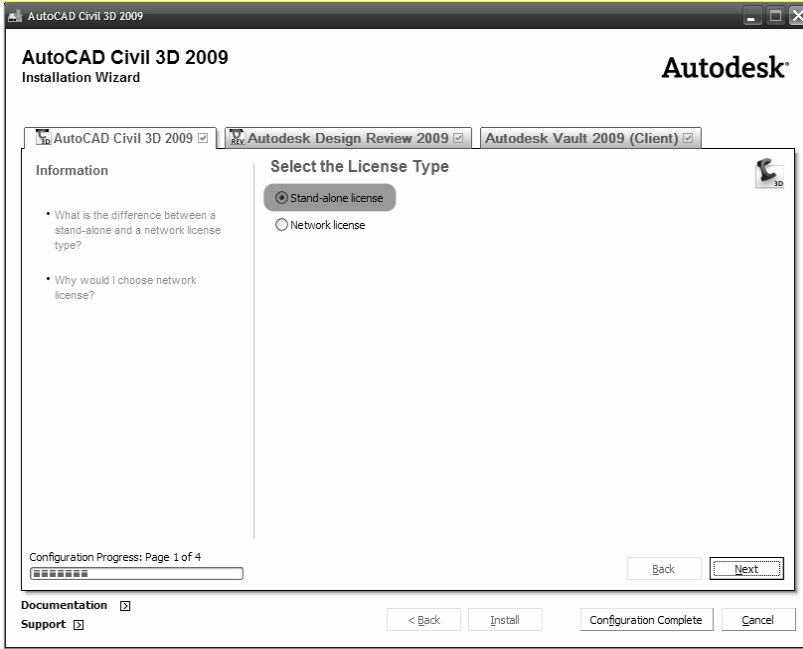 AutoCAD Civil 3D 2009
AutoCAD Civil 3D 2009
Installation Wizard
Autodesk
AutoCAD Civil 3D 2009
Autodesk Design Review 2009
Autodesk Vault 2009 (Client)
Information
What is the difference between a
stand-alone and a network license
type?
Why would I choose network
license?
Select the License Type
Stand-alone license
Network license
Configuration Progress: Page 1 of 4
Back
Next
Documentation
Support
< Back
Install
Configuration Complete
Cancel